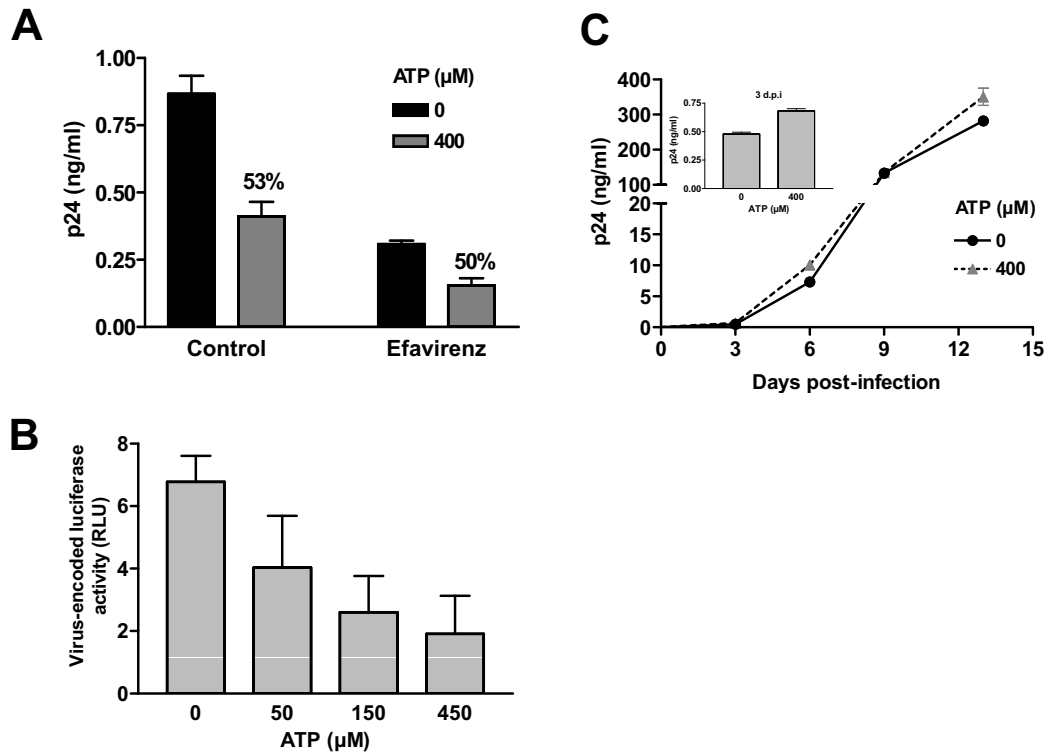 A
1.00
0.75
0.50
0.25
0.00
p24 (ng/ml)
ATP (µM)
0
400
53%
50%
Control
Efavirenz
C
400
300
200
100
20
15
10
5
0
p24 (ng/ml)
3 d.p.i
0.75
0.50
0.25
0.00
p24 (ng/ml)
0
400
ATP (µM)
ATP (µM)
0
400
0
3
6
9
12
15
Days post-infection
B
8
6
4
2
0
Virus-encoded luciferase
activity (RLU)
0
50
150
450
ATP (µM)